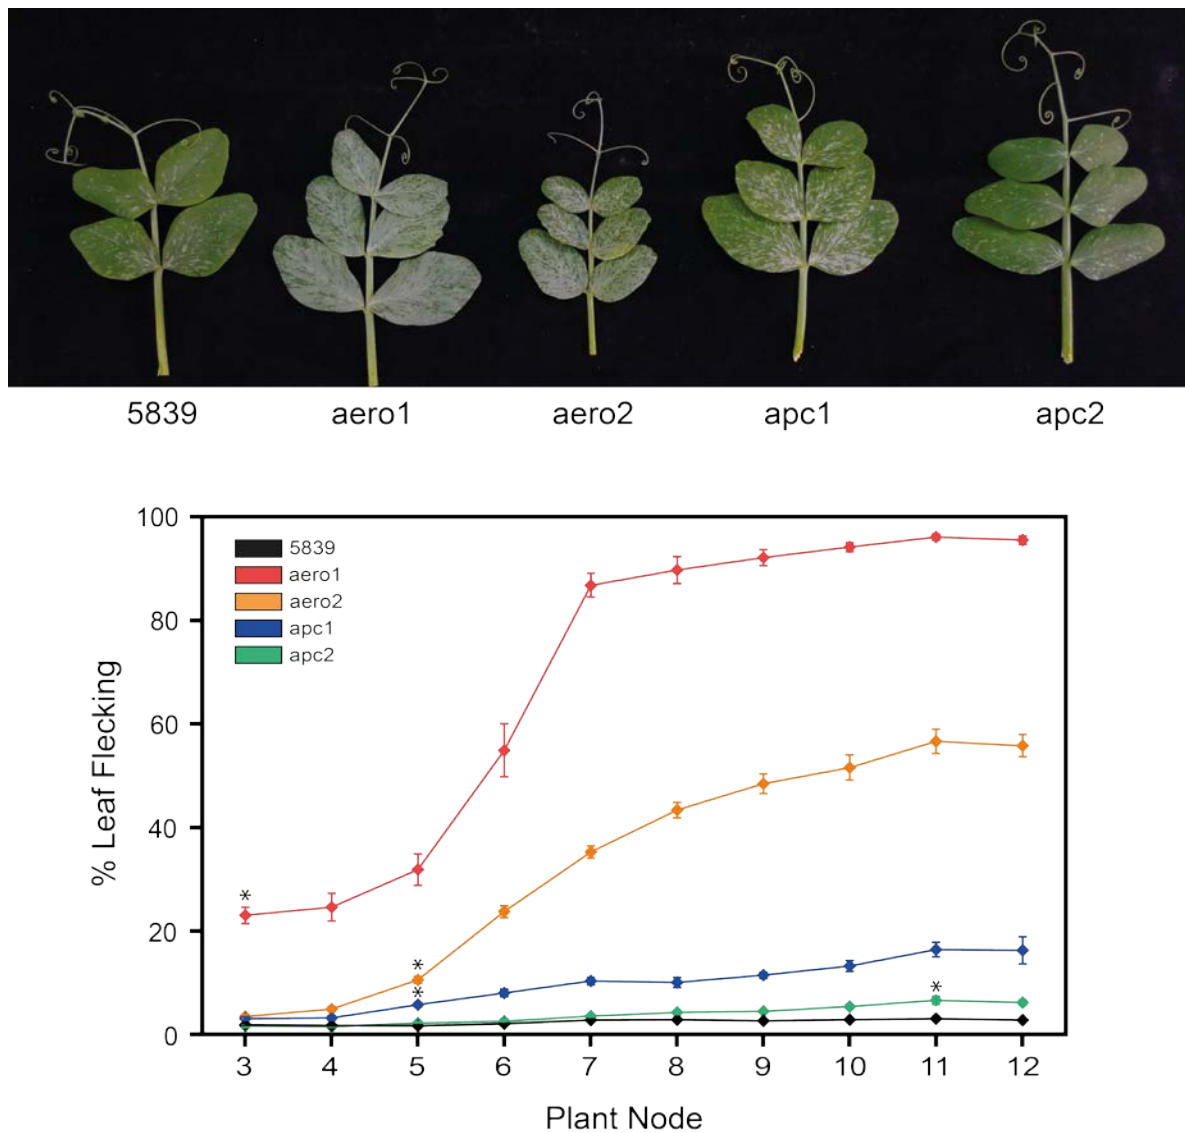 5839 aero1 aero2 apc1 apc2
100
80
60
40
20
0
% Leaf Flecking
5839
aero1
aero2
apc1
apc2
*
*
*
*
3 4 5 6 7 8 9 10 11 12
Plant Node